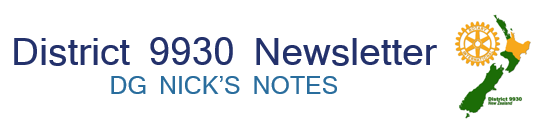 District 9930 Newsletter
DG NICK'S NOTES
District 9930
New Zealand